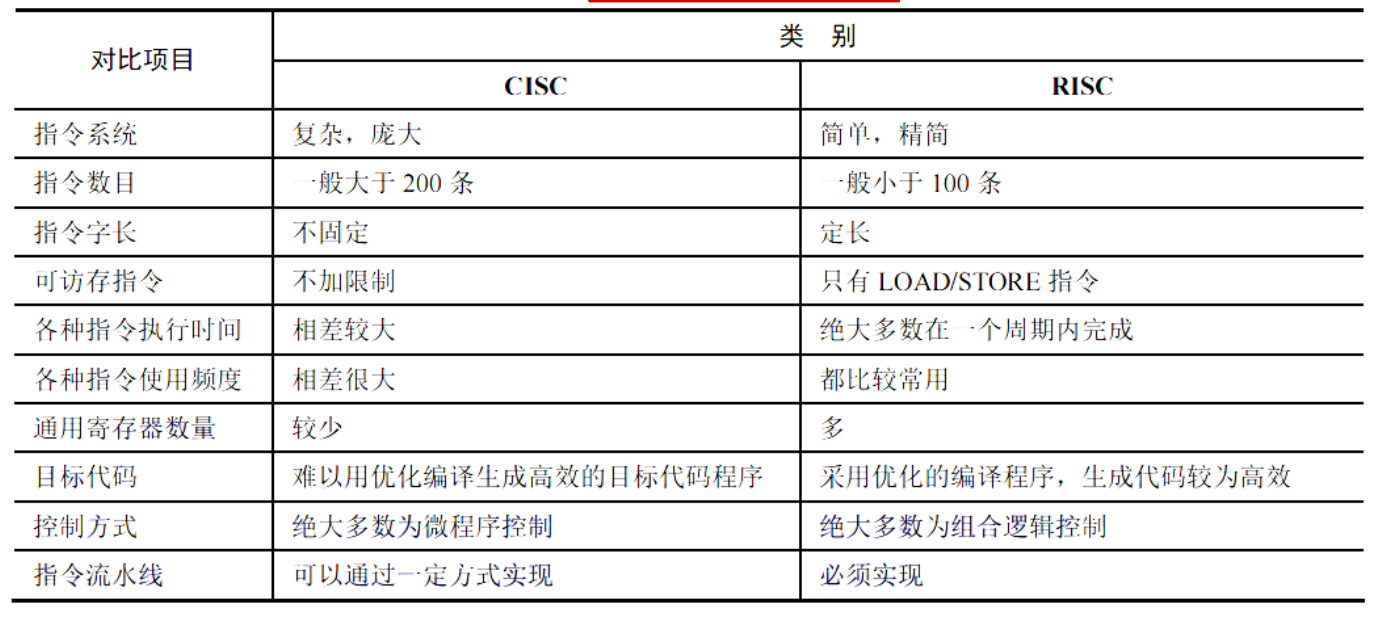 对比项目
类 别
CISC RISC
指令系统 复杂，庞大 简单，精简
指令数目 一般大于 200 条 一般小于 100 条
指令字长 不固定 定长
可访存指令 不加限制 只有 LOAD/STORE 指令
各种指令执行时间 相差较大 绝大多数在一个周期内完成
各种指令使用频度 相差很大 都比较常用
通用寄存器数量 较少 多
目标代码 难以用优化编译生成高效的目标代码程序 采用优化的编译程序，生成代码较为高效
控制方式 绝大多数为微程序控制 绝大多数为组合逻辑控制
指令流水线 可以通过一定方式实现 必须实现